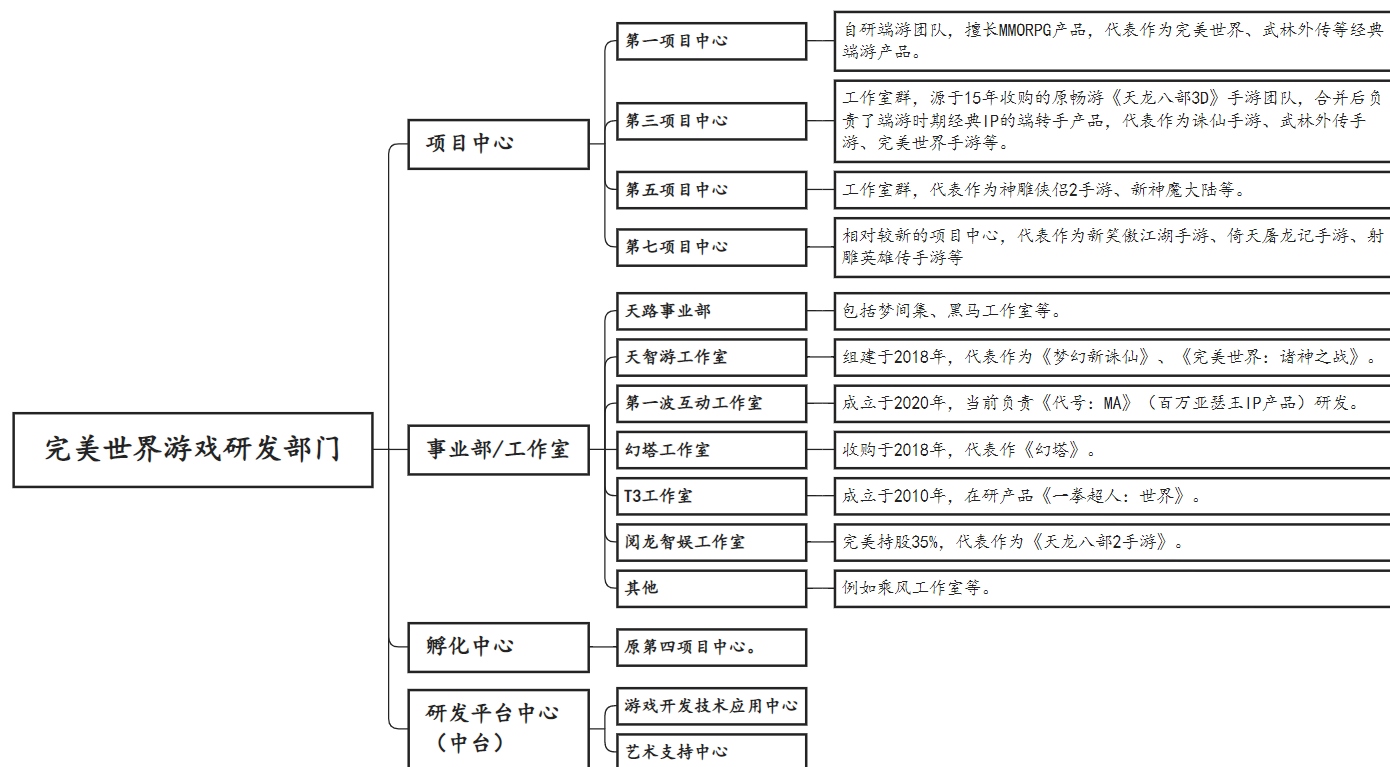 完美世界游戏研发部门
项目中心
第一项目中心
自研端游团队，擅长MMORPG产品，代表作为完美世界、武林外传等经典
端游产品。
第三项目中心
工作室群，源于15年收购的原畅游《天龙八部3D》手游团队，合并后负
责了端游时期经典IP的端转手产品，代表作为诛仙手游、武林外传手
游、完美世界手游等。
第五项目中心
工作室群，代表作为神雕侠侣2手游、新神魔大陆等。
第七项目中心
相对较新的项目中心，代表作为新笑傲江湖手游、倚天屠龙记手游、射
雕英雄传手游等
事业部/工作室
天路事业部
包括梦间集、黑马工作室等。
天智游工作室
组建于2018年，代表作为《梦幻新诛仙》、《完美世界：诸神之战》。
第一波互动工作室
成立于2020年，当前负责《代号：MA》（百万亚瑟王IP产品）研发。
幻塔工作室
收购于2018年，代表作《幻塔》。
T3工作室
成立于2010年，在研产品《一拳超人：世界》。
阅龙智娱工作室
完美持股35%，代表作为《天龙八部2手游》。
其他
例如乘风工作室等。
孵化中心
原第四项目中心。
研发平台中心
（中台）
游戏开发技术应用中心
艺术支持中心